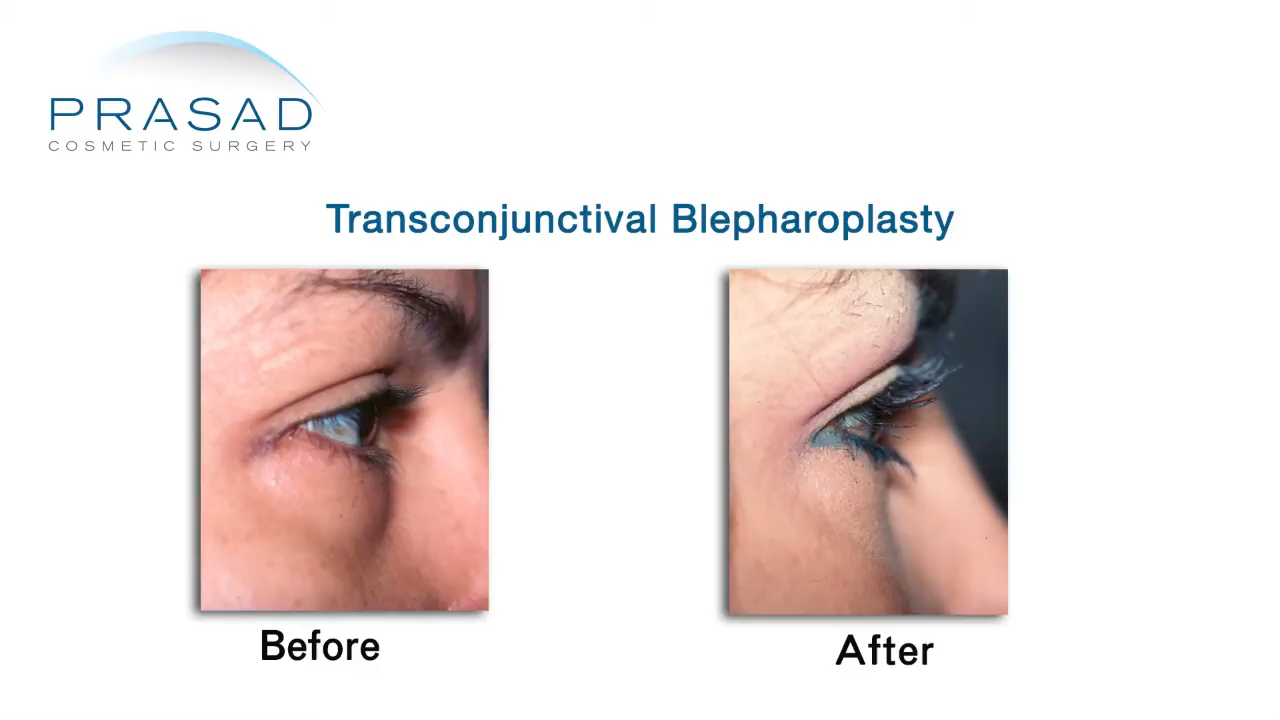 PRASAD
COSMETIC SURGERY
Transconjunctival Blepharoplasty
Before
After